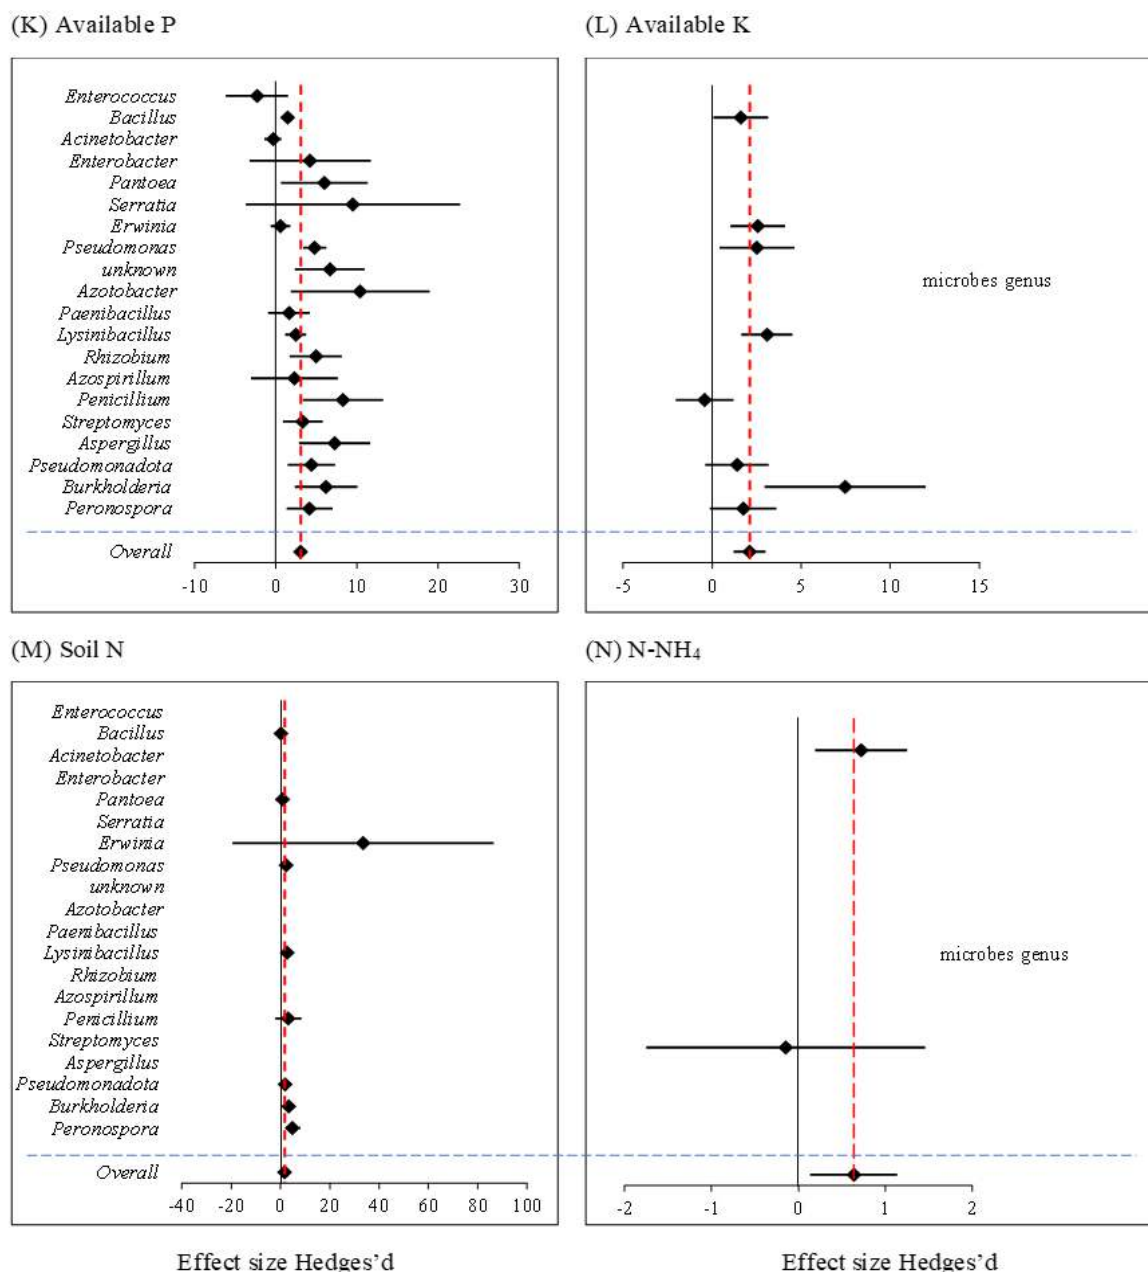 (K) Available P
(L) Available K
Enterococcus
Bacillus
Acinetobacter
Enterobacter
Pantoea
Serratia
Erwinia
Pseudomonas
unknown
Azotobacter
Paenibacillus
Lysinibacillus
Rhizobium
Azospirillum
Penicillium
Streptomyces
Aspergillus
Pseudomonadota
Burkholderia
Peronospora
Overall
-10 0 10 20 30
microbes genus
-5 0 5 10 15
(M) Soil N
(N) N-NH₄
Enterococcus
Bacillus
Acinetobacter
Enterobacter
Pantoea
Serratia
Erwinia
Pseudomonas
unknown
Azotobacter
Paenibacillus
Lysinibacillus
Rhizobium
Azospirillum
Penicillium
Streptomyces
Aspergillus
Pseudomonadota
Burkholderia
Peronospora
Overall
-40 -20 0 20 40 60 80 100
microbes genus
-2 -1 0 1 2
Effect size Hedges’d
Effect size Hedges’d